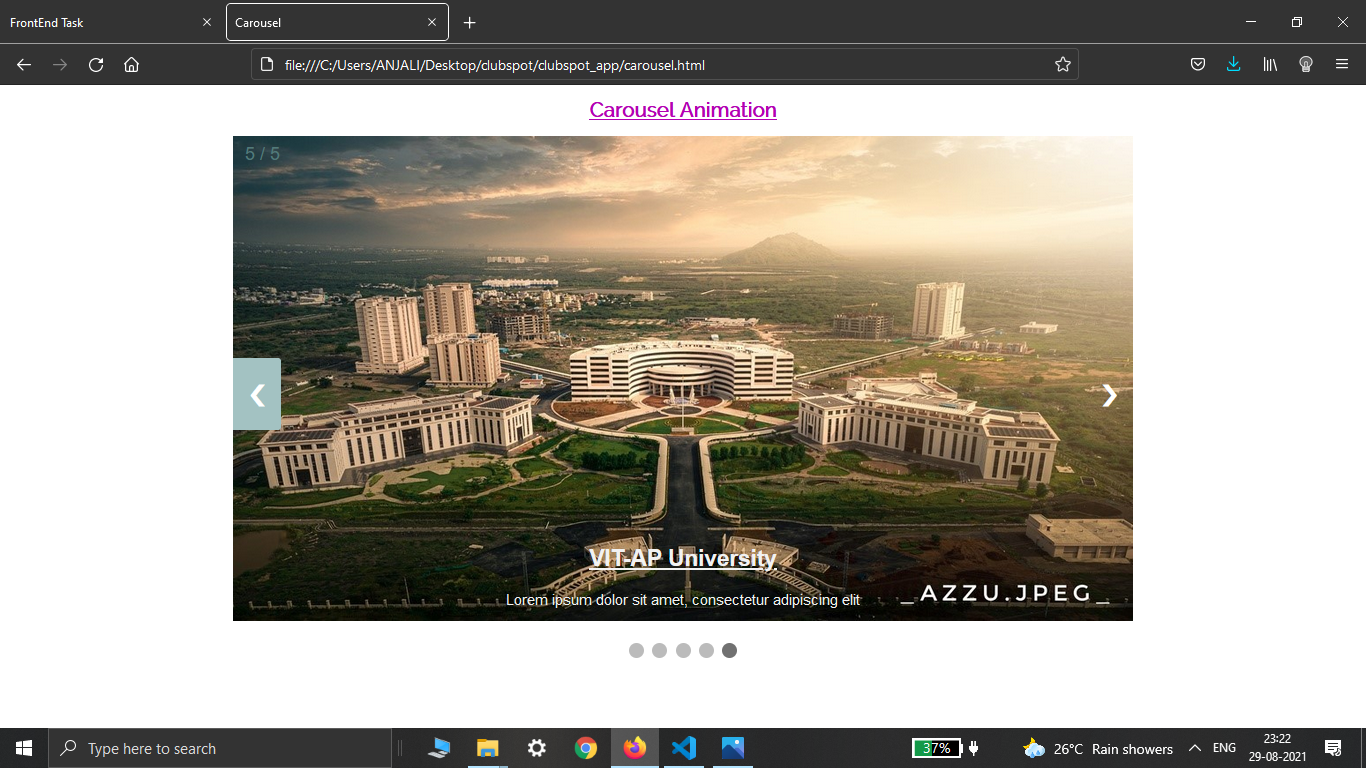 FrontEnd Task
Carousel
file:///C:/Users/ANJALI/Desktop/clubspot/clubspot_app/carousel.html
Carousel Animation
5 / 5
VIT-AP University
Lorem ipsum dolor sit amet, consectetur adipiscing elit
_AZZU.JPEG_
Type here to search
37%
26°C Rain showers
ENG
23:22
29-08-2021